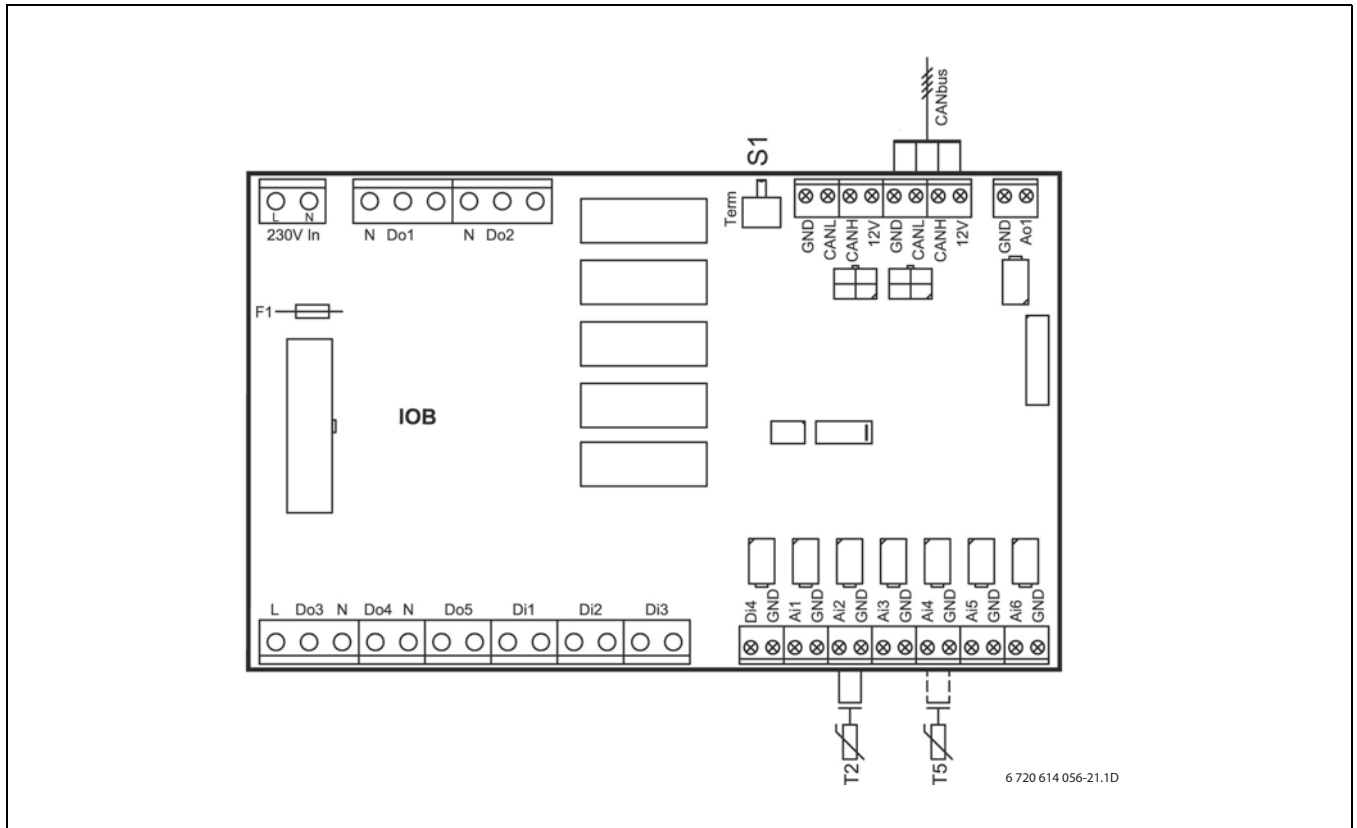 CANbus
S1
Term
L N
230V In
N Do1 N Do2
GND CANL CANH 12V GND CANL CANH 12V
GND Ao1
F1
IOB
L Do3 N Do4 N Do5 Di1 Di2 Di3
Di4 GND Ai1 GND Ai2 GND Ai3 GND Ai4 GND Ai5 GND Ai6 GND
T2 T5
6 720 614 056-21.1D